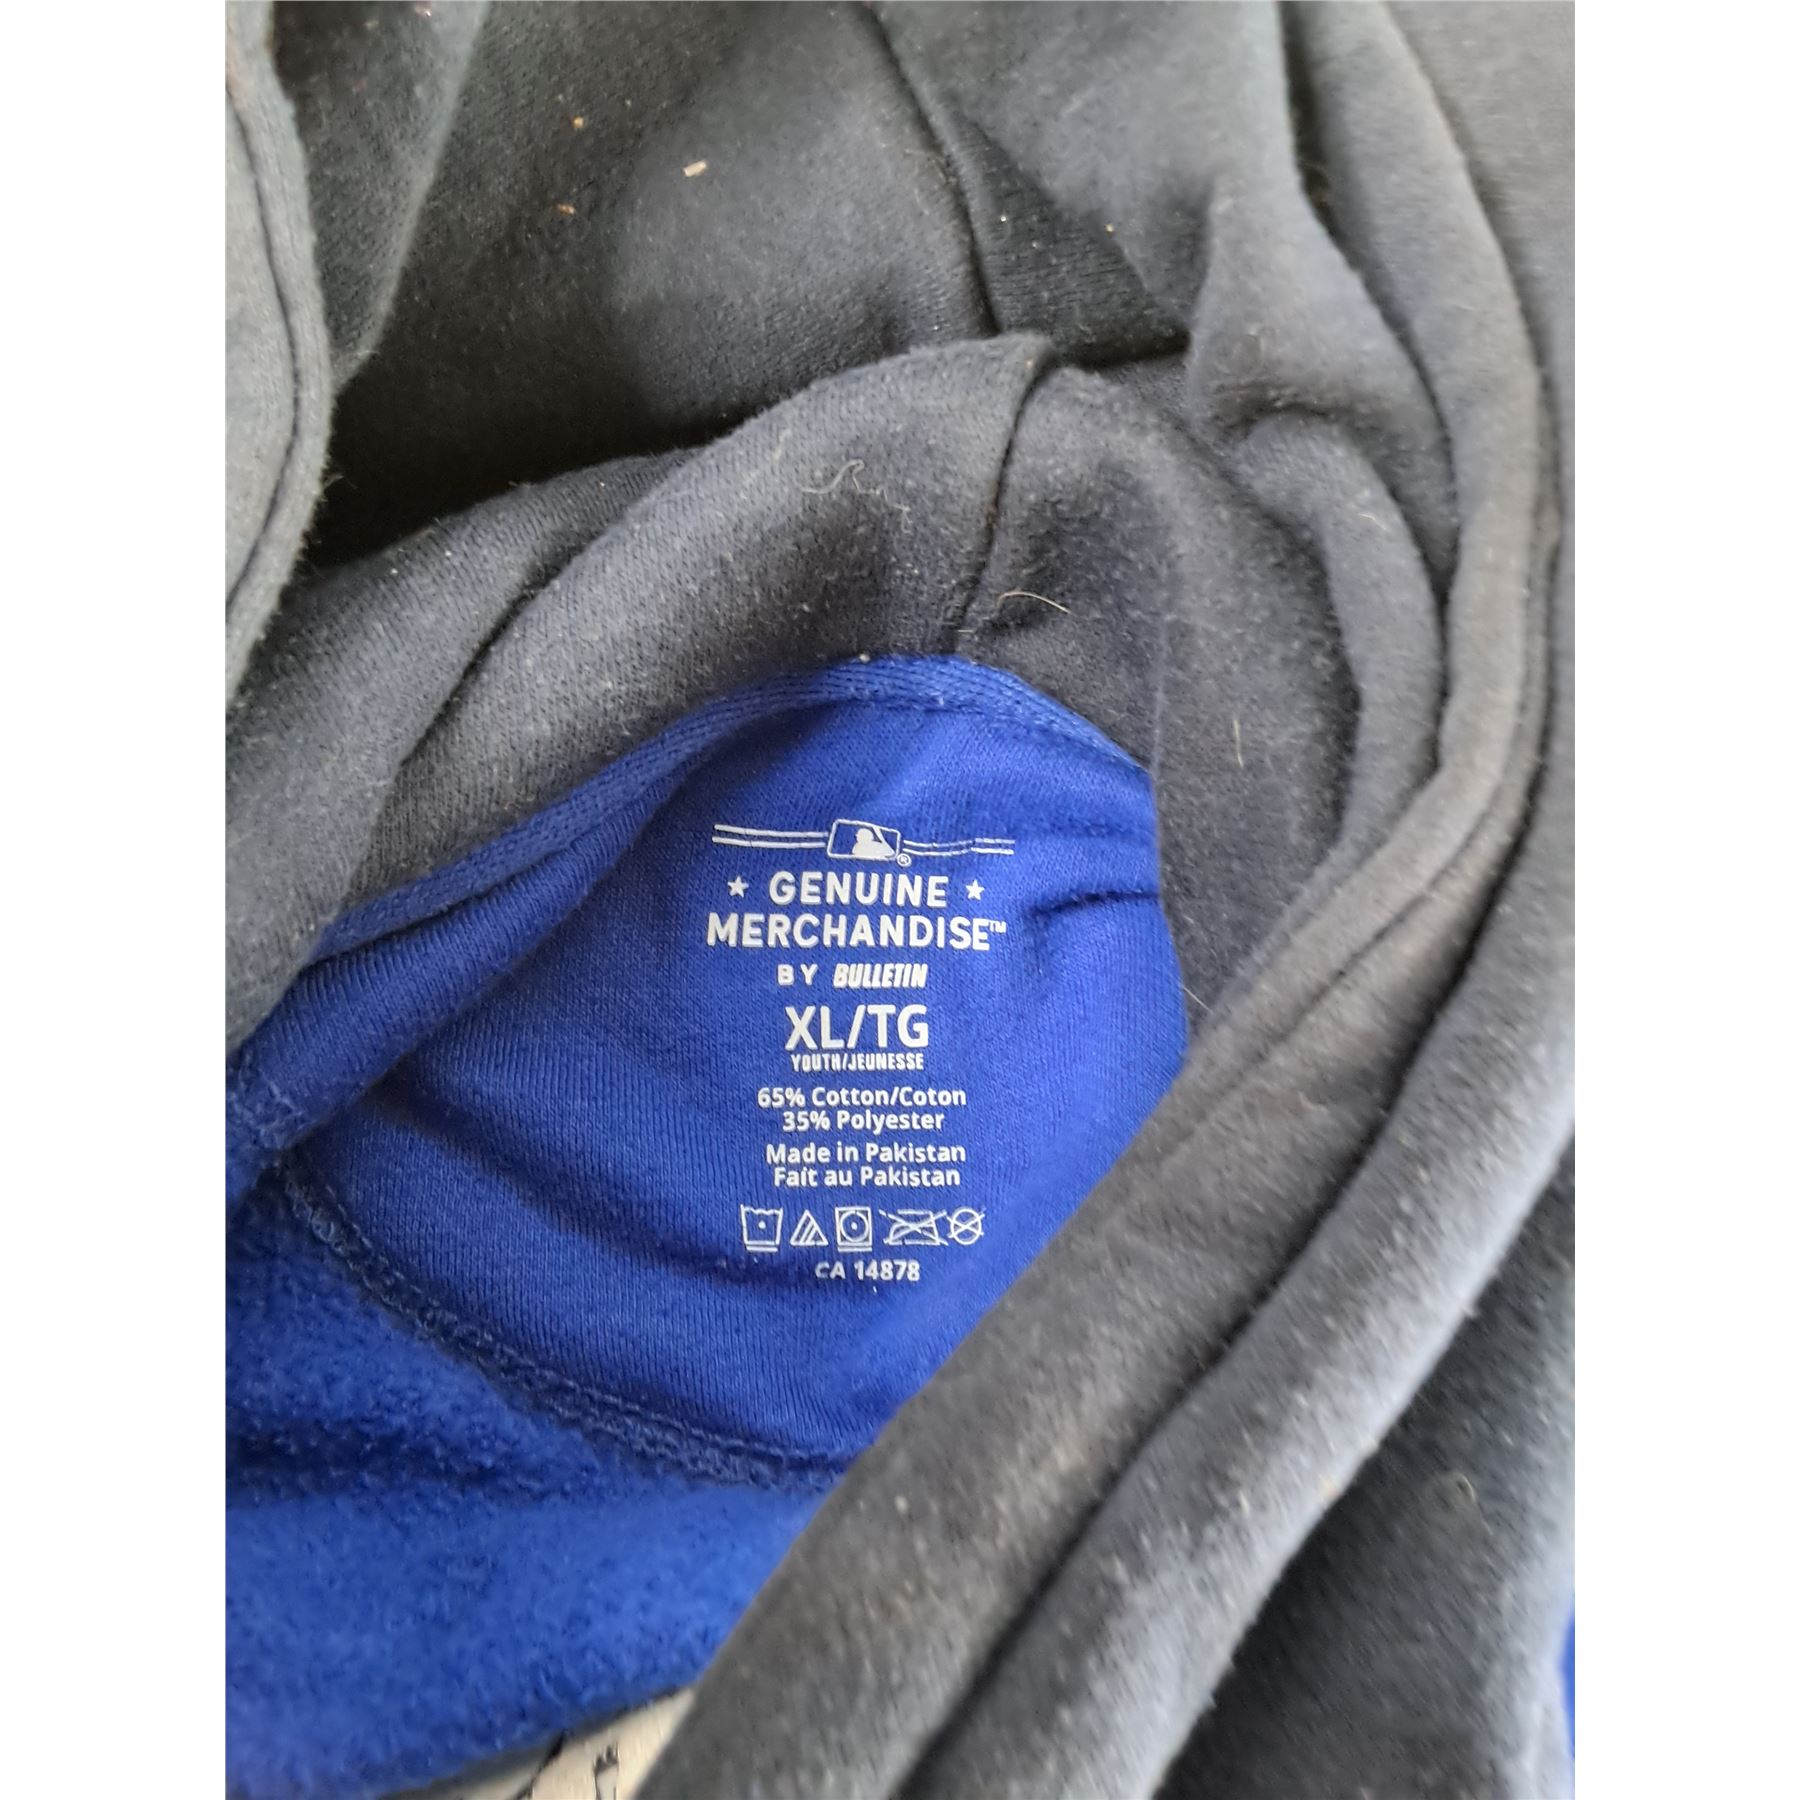 GENUINE
MERCHANDISE™
BY BULLETIN
XL/TG
YOUTH/JEUNESSE
65% Cotton/Coton
35% Polyester
Made in Pakistan
Fait au Pakistan
CA 14878